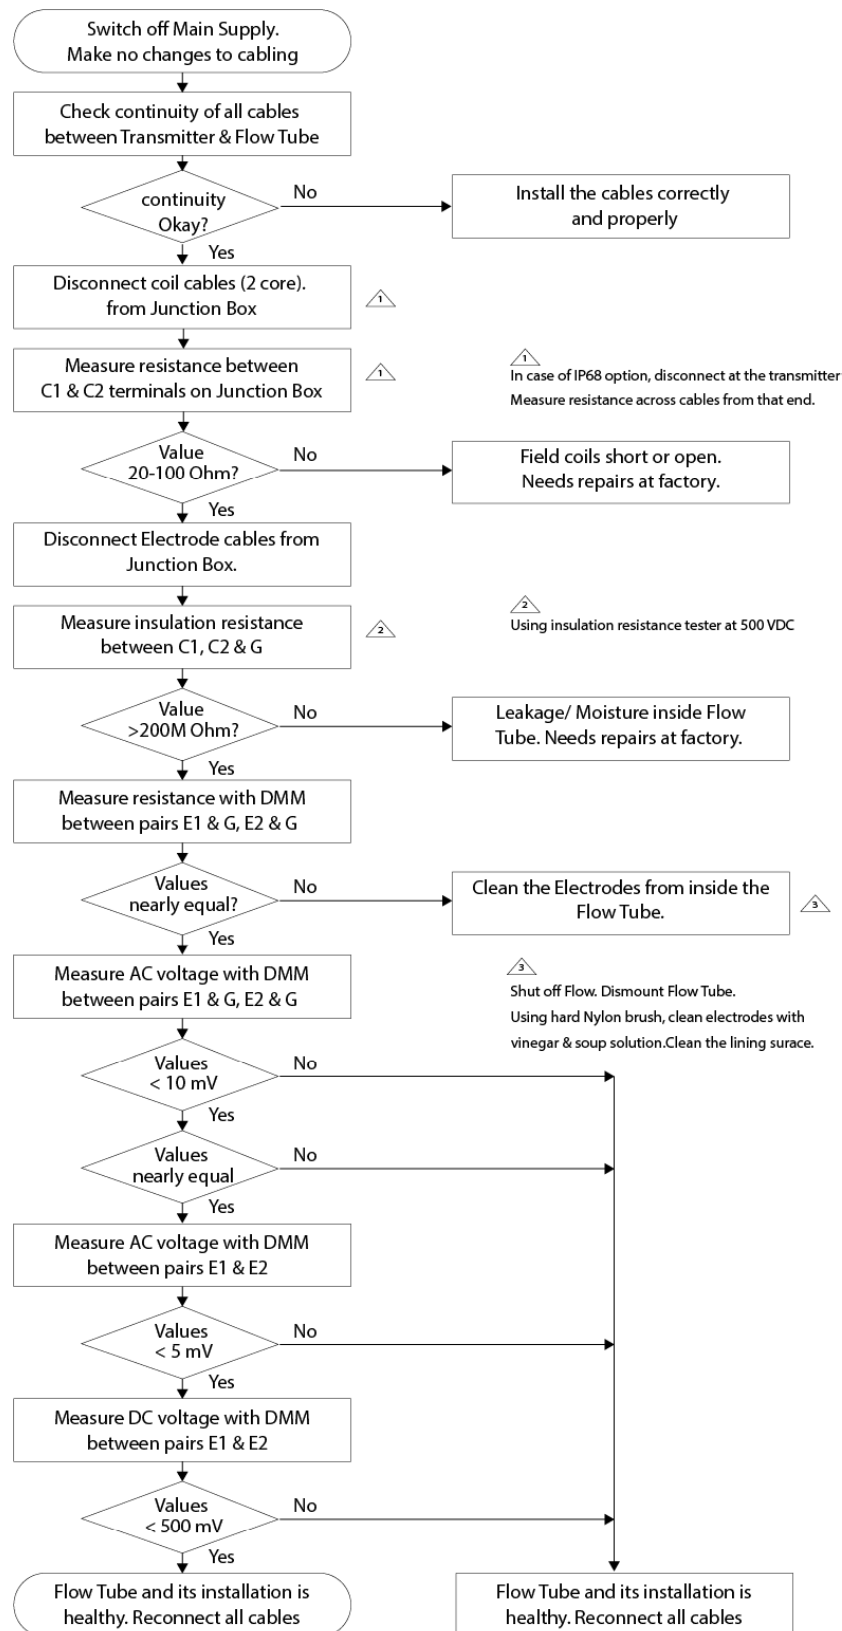 Switch off Main Supply.
Make no changes to cabling
Check continuity of all cables
between Transmitter & Flow Tube
continuity
Okay?
No
Install the cables correctly
and properly
Yes
Disconnect coil cables (2 core).
from Junction Box
1
Measure resistance between
C1 & C2 terminals on Junction Box
1
1
In case of IP68 option, disconnect at the transmitter
Measure resistance across cables from that end.
Value
20-100 Ohm?
No
Field coils short or open.
Needs repairs at factory.
Yes
Disconnect Electrode cables from
Junction Box.
Measure insulation resistance
between C1, C2 & G
2
2
Using insulation resistance tester at 500 VDC
Value
>200M Ohm?
No
Leakage/ Moisture inside Flow
Tube. Needs repairs at factory.
Yes
Measure resistance with DMM
between pairs E1 & G, E2 & G
Values
nearly equal?
No
Clean the Electrodes from inside the
Flow Tube.
3
Yes
Measure AC voltage with DMM
between pairs E1 & G, E2 & G
3
Shut off Flow. Dismount Flow Tube.
Using hard Nylon brush, clean electrodes with
vinegar & soup solution.Clean the lining surace.
Values
< 10 mV
No
Yes
Values
nearly equal
No
Yes
Measure AC voltage with DMM
between pairs E1 & E2
Values
< 5 mV
No
Yes
Measure DC voltage with DMM
between pairs E1 & E2
Values
< 500 mV
No
Yes
Flow Tube and its installation is
healthy. Reconnect all cables
Flow Tube and its installation is
healthy. Reconnect all cables